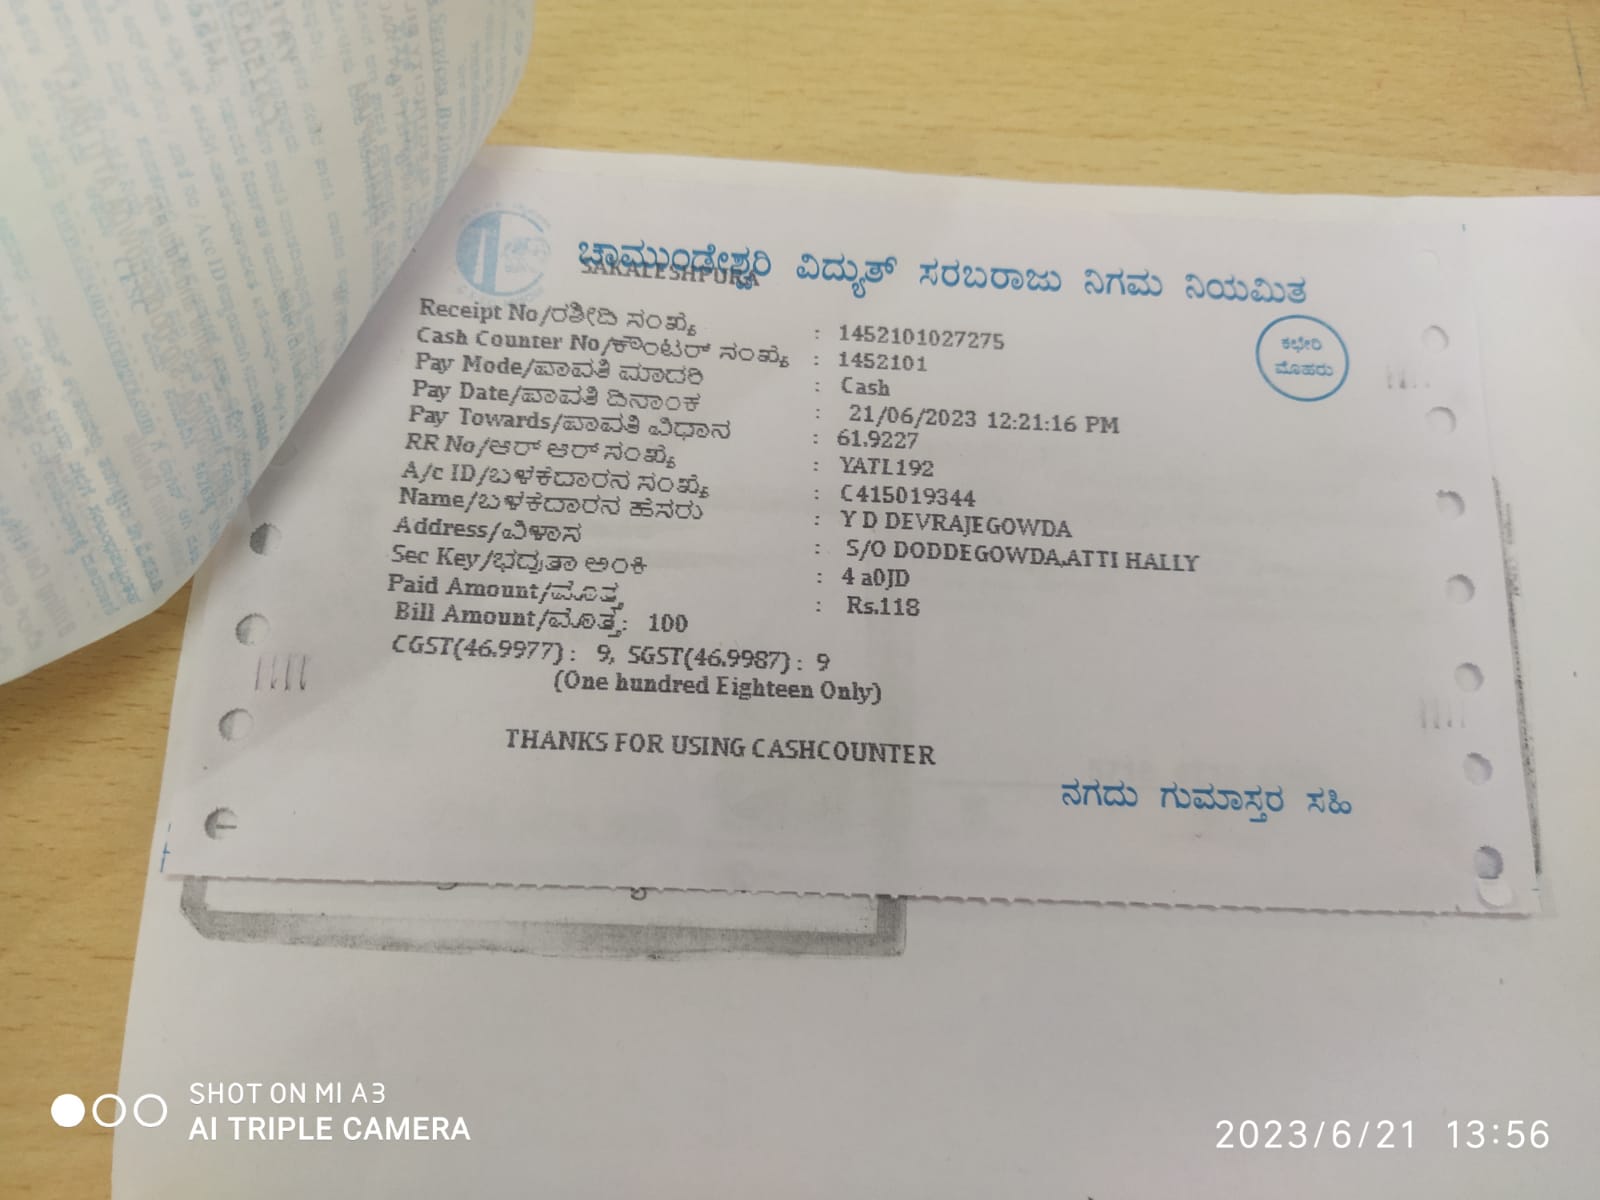 ಚಾಮುಂಡೇಶ್ವರಿ ವಿದ್ಯುತ್ ಸರಬರಾಜು ನಿಗಮ ನಿಯಮಿತ
SAKALESHPURA
Receipt No/ರಶೀದಿ ಸಂಖ್ಯೆ : 1452101027275
Cash Counter No/ಕೌಂಟರ್ ಸಂಖ್ಯೆ : 1452101
ಕಛೇರಿ
ಮೊಹರು
Pay Mode/ಪಾವತಿ ಮಾದರಿ : Cash
Pay Date/ಪಾವತಿ ದಿನಾಂಕ : 21/06/2023 12:21:16 PM
Pay Towards/ಪಾವತಿ ವಿಧಾನ : 61.9227
RR No/ಆರ್ ಆರ್ ಸಂಖ್ಯೆ : YATL192
A/c ID/ಬಳಕೆದಾರನ ಸಂಖ್ಯೆ : C415019344
Name/ಬಳಕೆದಾರನ ಹೆಸರು : Y D DEVRAJEGOWDA
Address/ವಿಳಾಸ : S/O DODDEGOWDA,ATTI HALLY
Sec Key/ಭದ್ರತಾ ಅಂಕಿ : 4 a0JD
Paid Amount/ಮೊತ್ತ : Rs.118
Bill Amount/ಮೊತ್ತ: 100
CGST(46.9977) : 9, SGST(46.9987) : 9
(One hundred Eighteen Only)
THANKS FOR USING CASHCOUNTER
ನಗದು ಗುಮಾಸ್ತರ ಸಹಿ
SHOT ON MI A3
AI TRIPLE CAMERA
2023/6/21 13:56